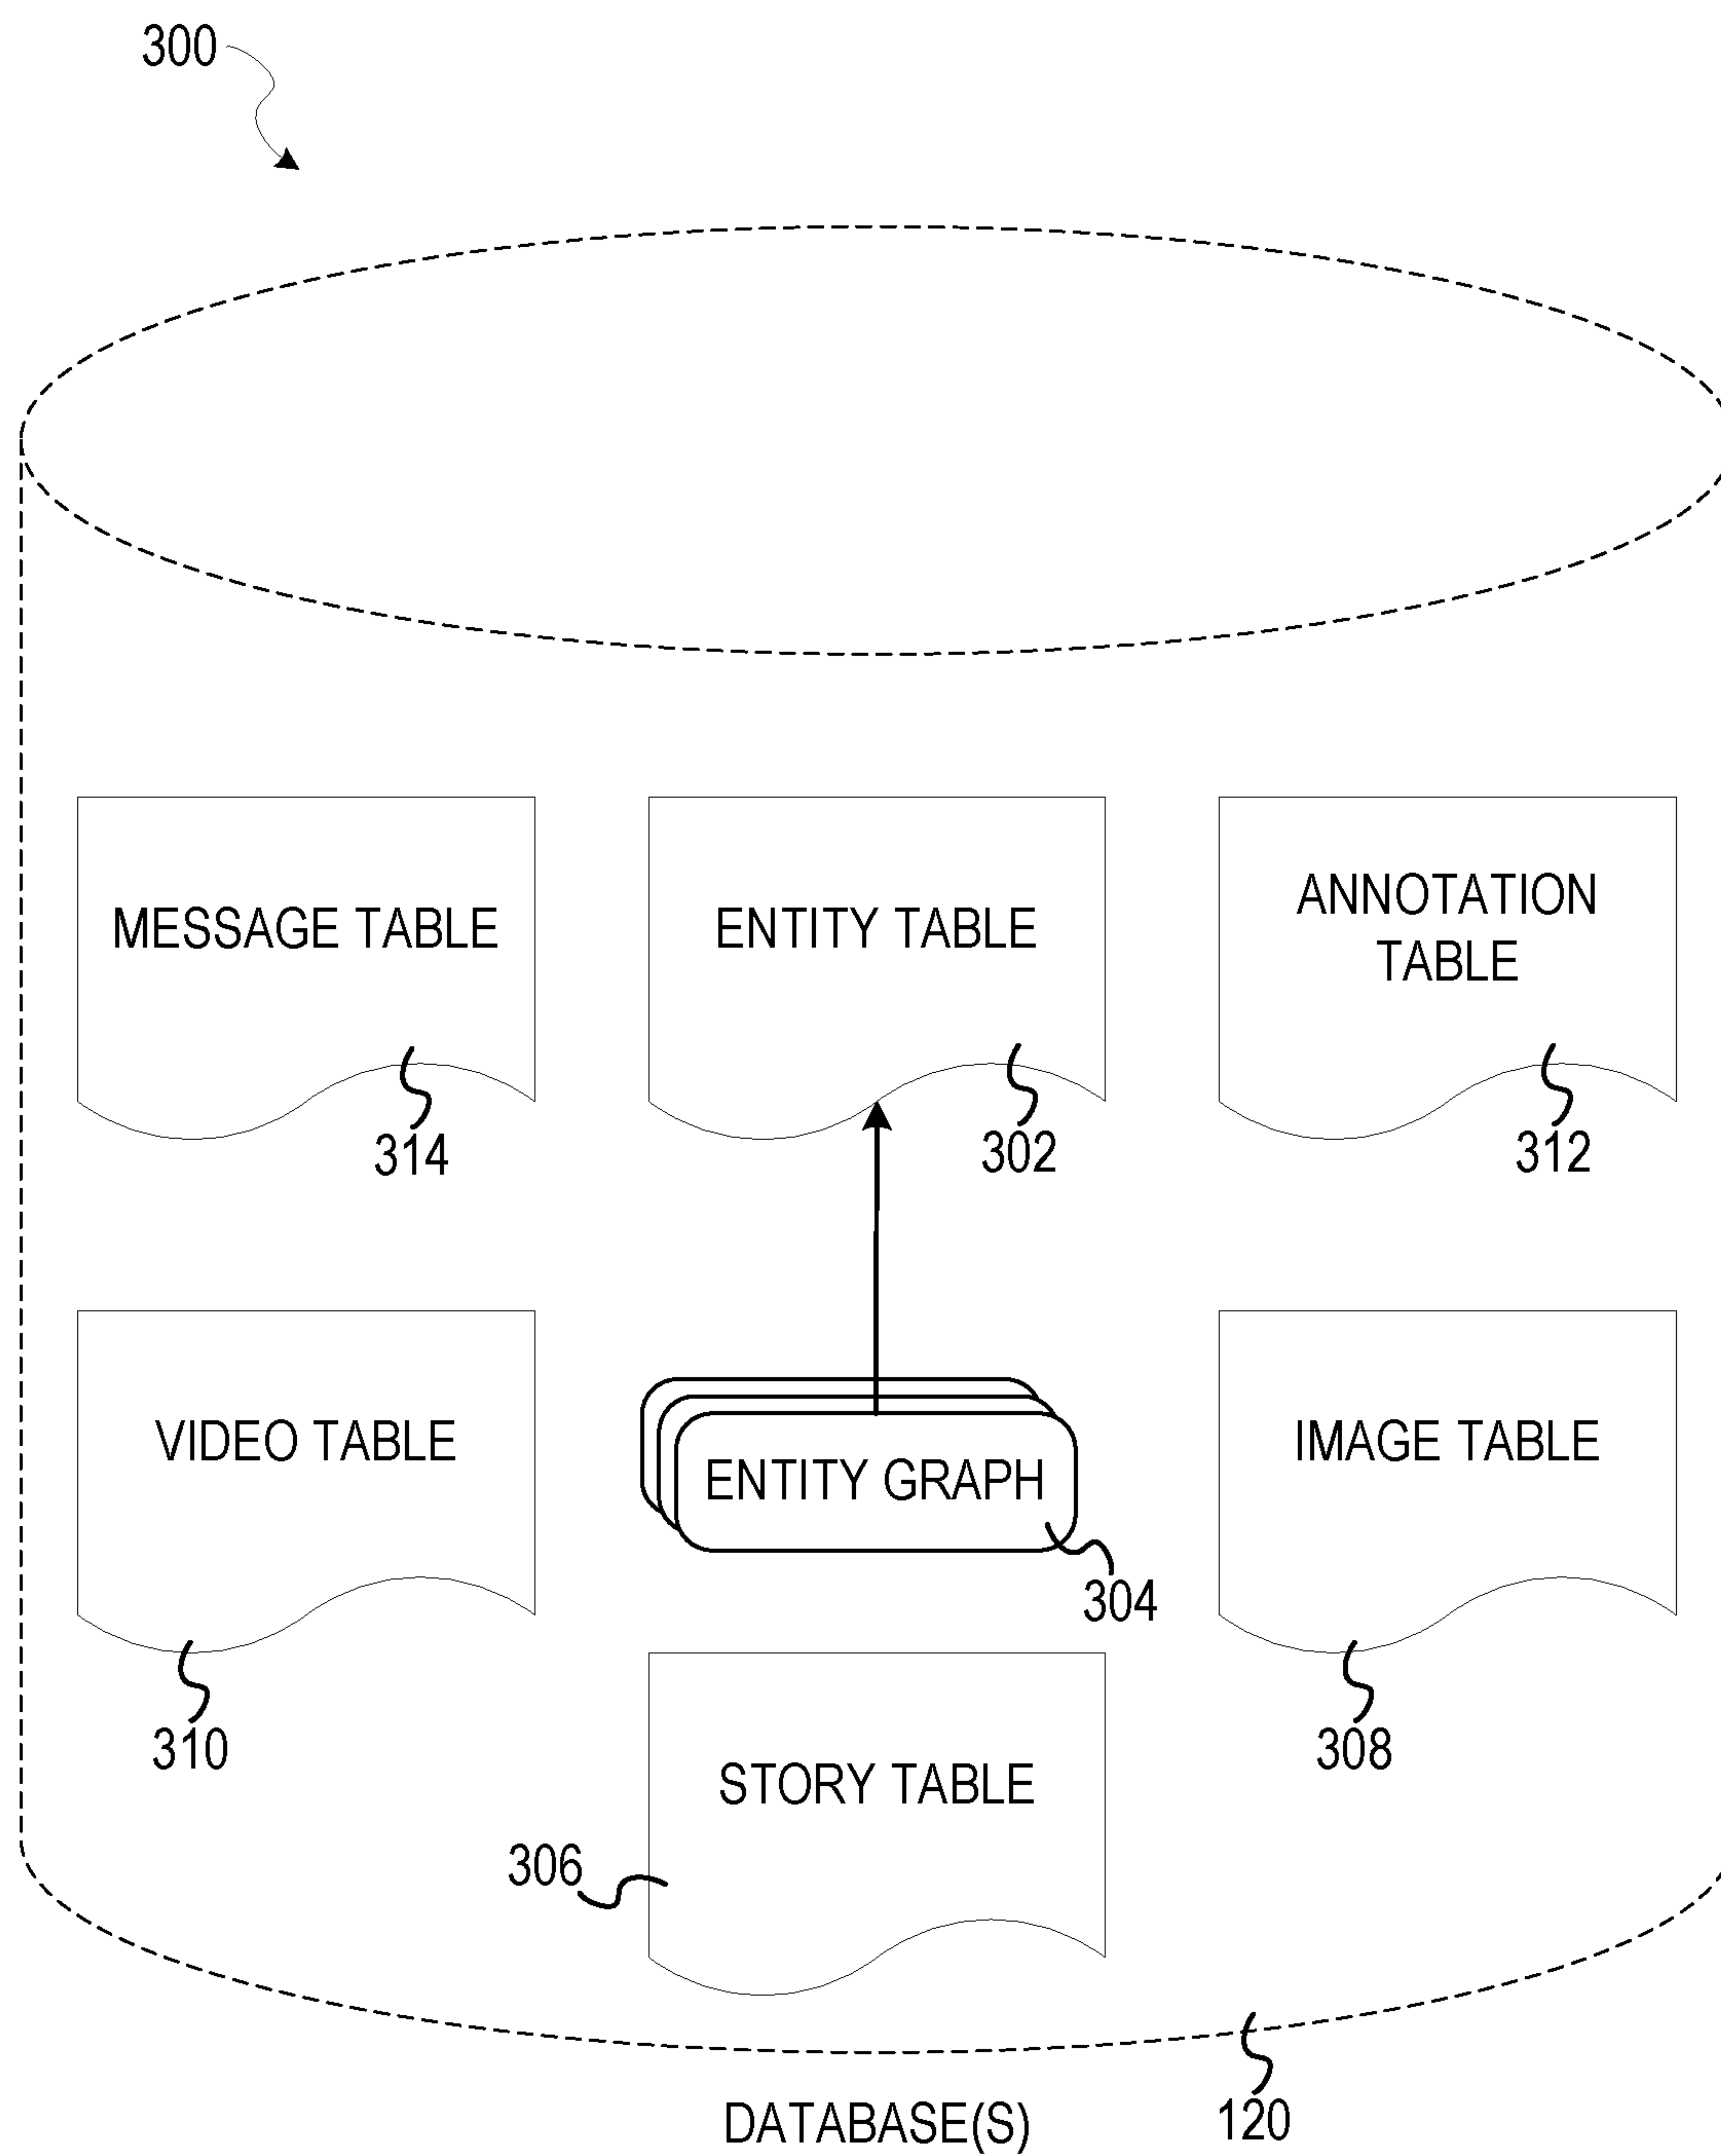 300
MESSAGE TABLE
314
ENTITY TABLE
302
ANNOTATION
TABLE
312
VIDEO TABLE
310
ENTITY GRAPH
304
IMAGE TABLE
308
STORY TABLE
306
DATABASE(S)
120